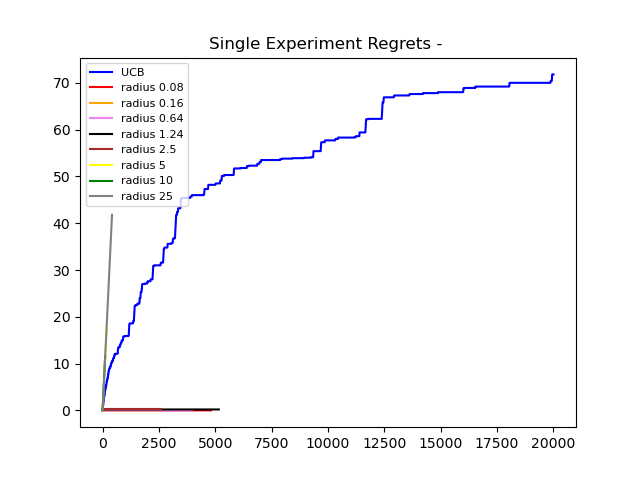 Single Experiment Regrets -
70
60
50
40
30
20
10
0
UCB
radius 0.08
radius 0.16
radius 0.64
radius 1.24
radius 2.5
radius 5
radius 10
radius 25
0 2500 5000 7500 10000 12500 15000 17500 20000